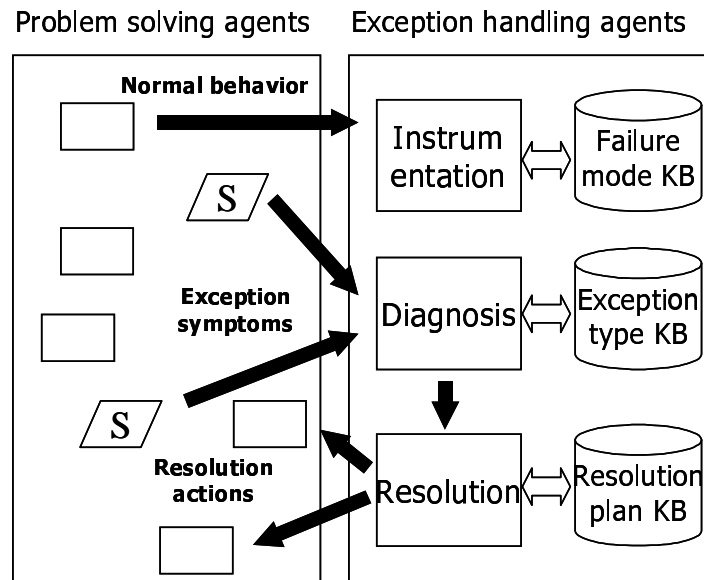 Problem solving agents
Exception handling agents
Normal behavior
Instrum
entation
Failure
mode KB
S
Exception
symptoms
Diagnosis
Exception
type KB
S
Resolution
actions
Resolution
Resolution
plan KB